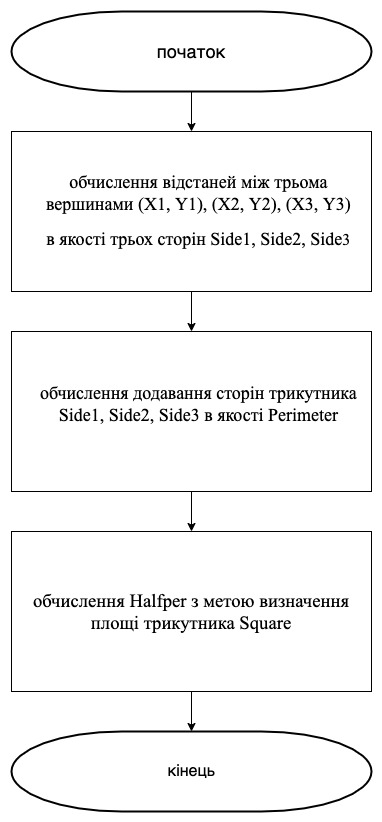 початок
обчислення відстаней між трьома
вершинами (X1, Y1), (X2, Y2), (X3, Y3)
в якості трьох сторін Side1, Side2, Side3
обчислення додавання сторін трикутника
Side1, Side2, Side3 в якості Perimeter
обчислення Halfper з метою визначення
площі трикутника Square
кінець